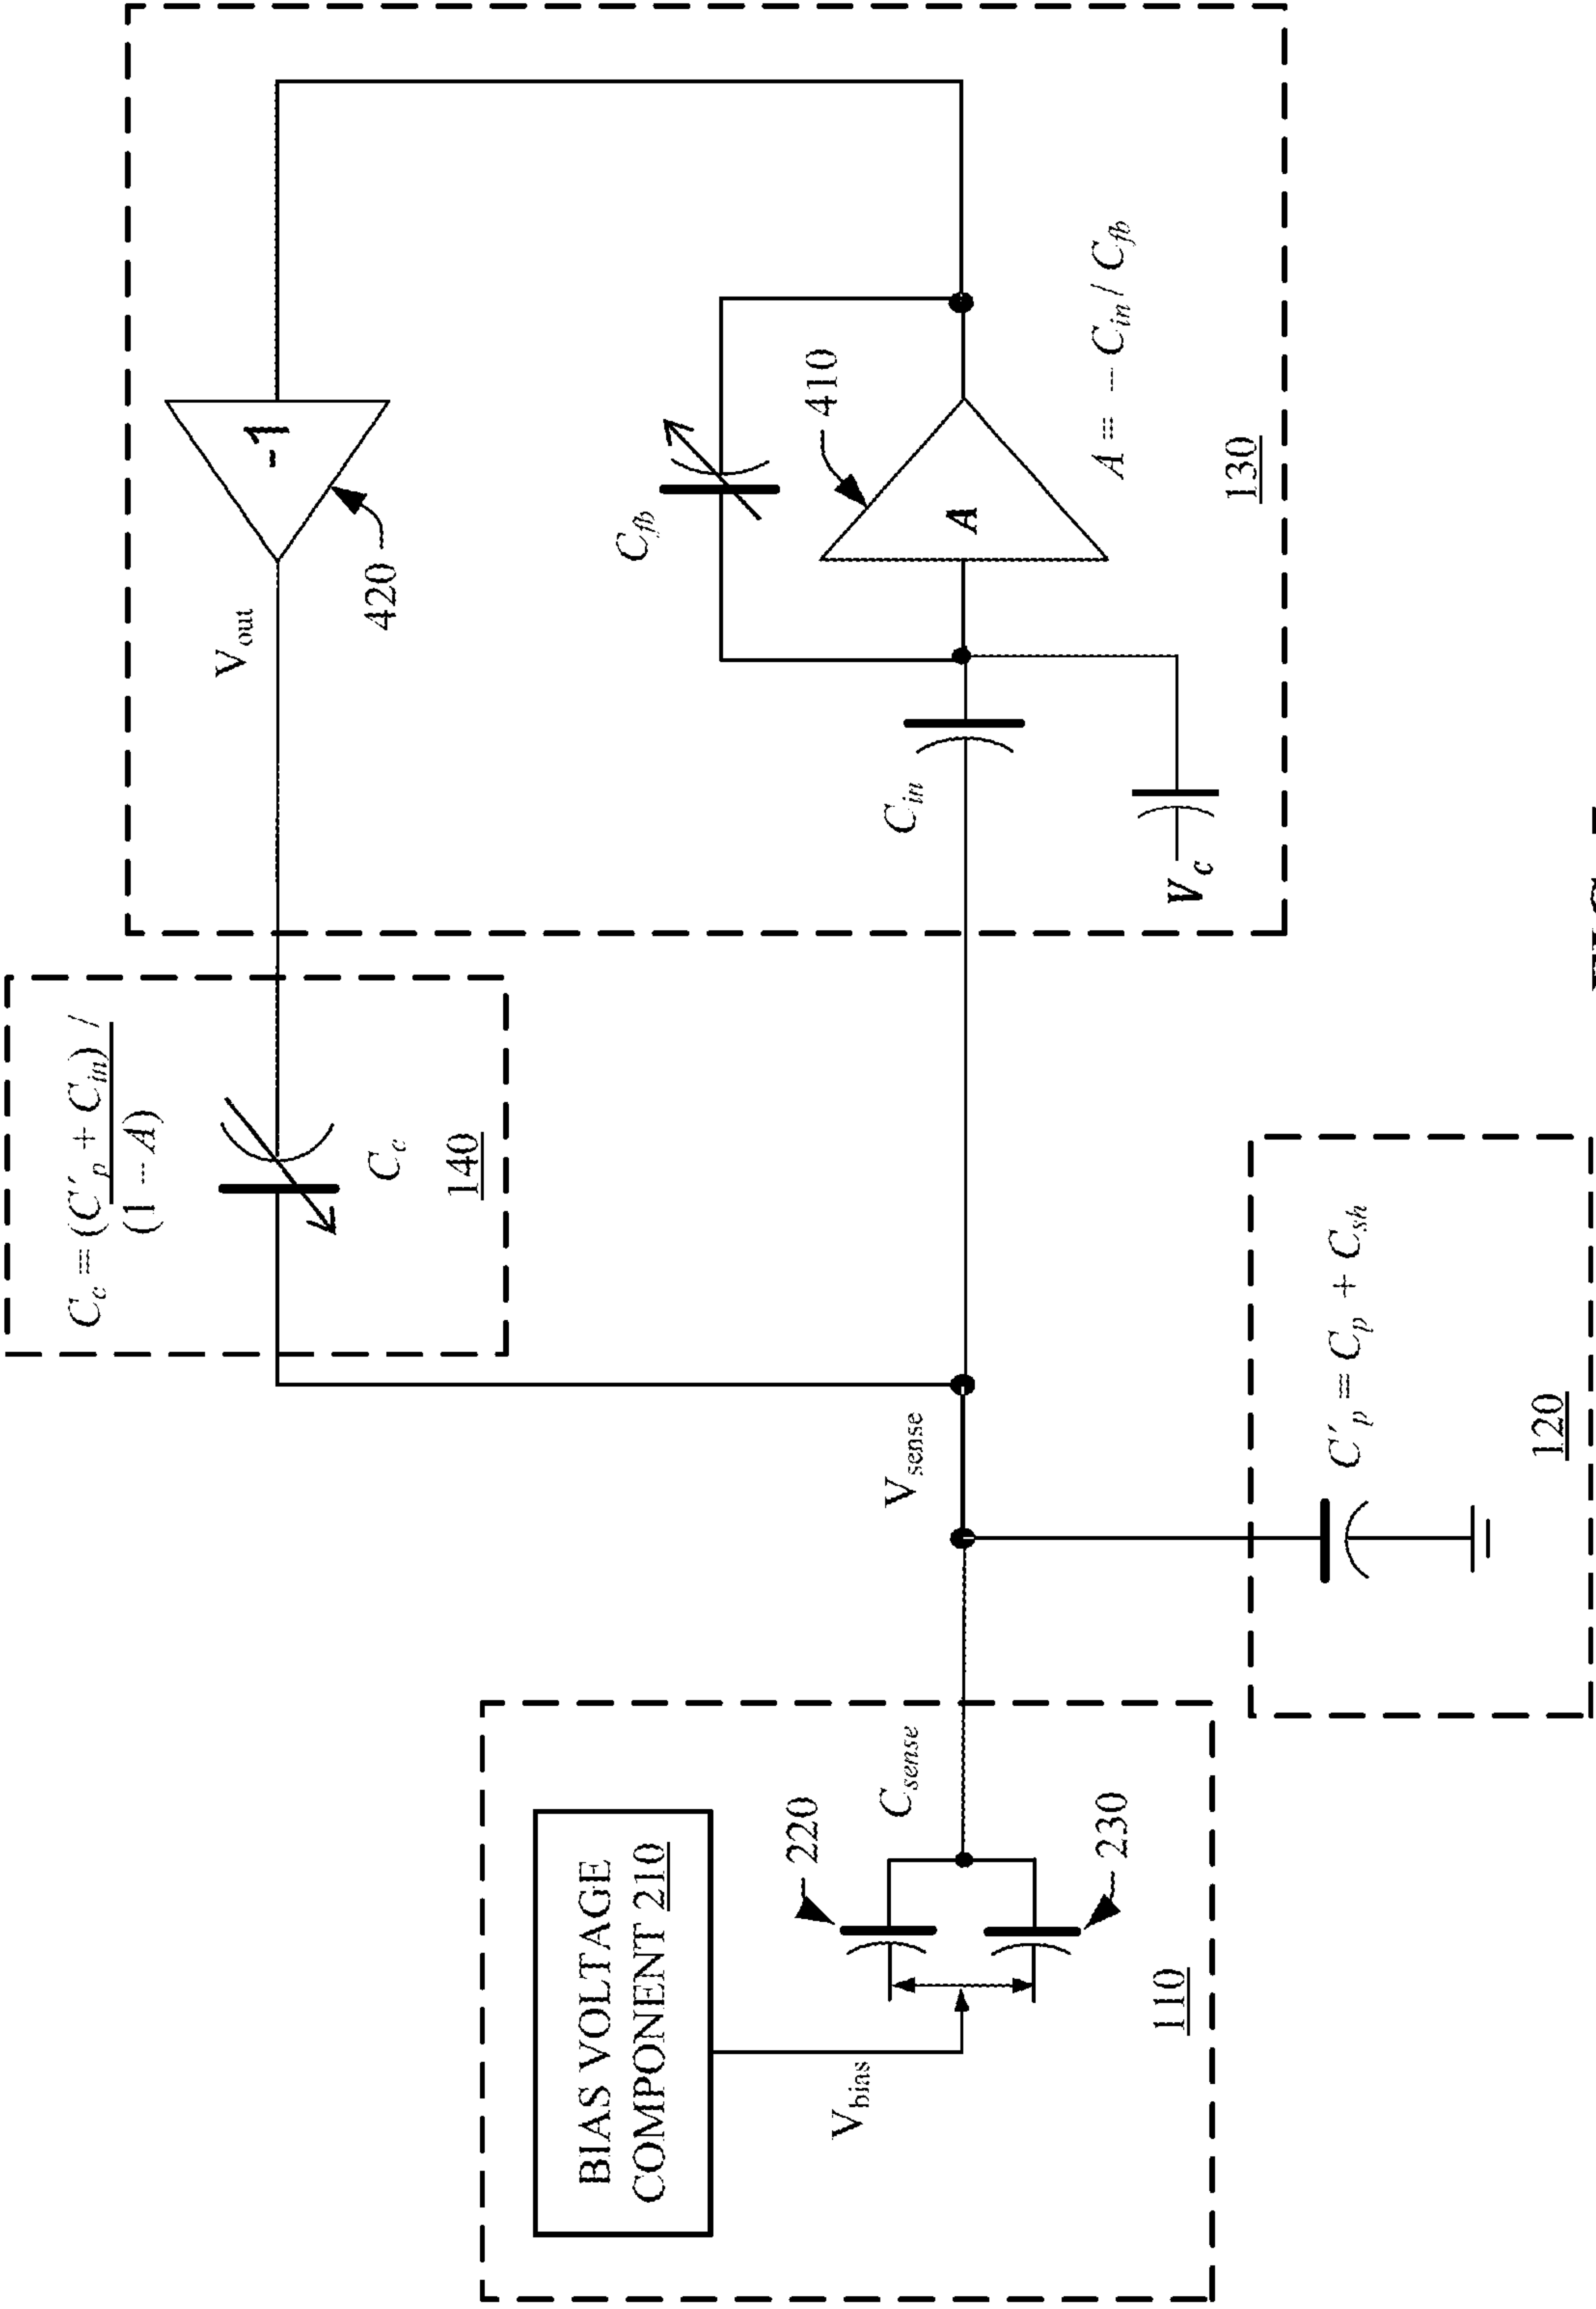 C_c = (C'_p + C_in) /
(1 – A)
C_c
140
V_out
-1
420
C_fb
410
A
A = – C_in / C_fb
C_in
V_c
130
V_sense
C'_p = C_p + C_sh
120
BIAS VOLTAGE
COMPONENT 210
V_bias
220
C_sense
230
110